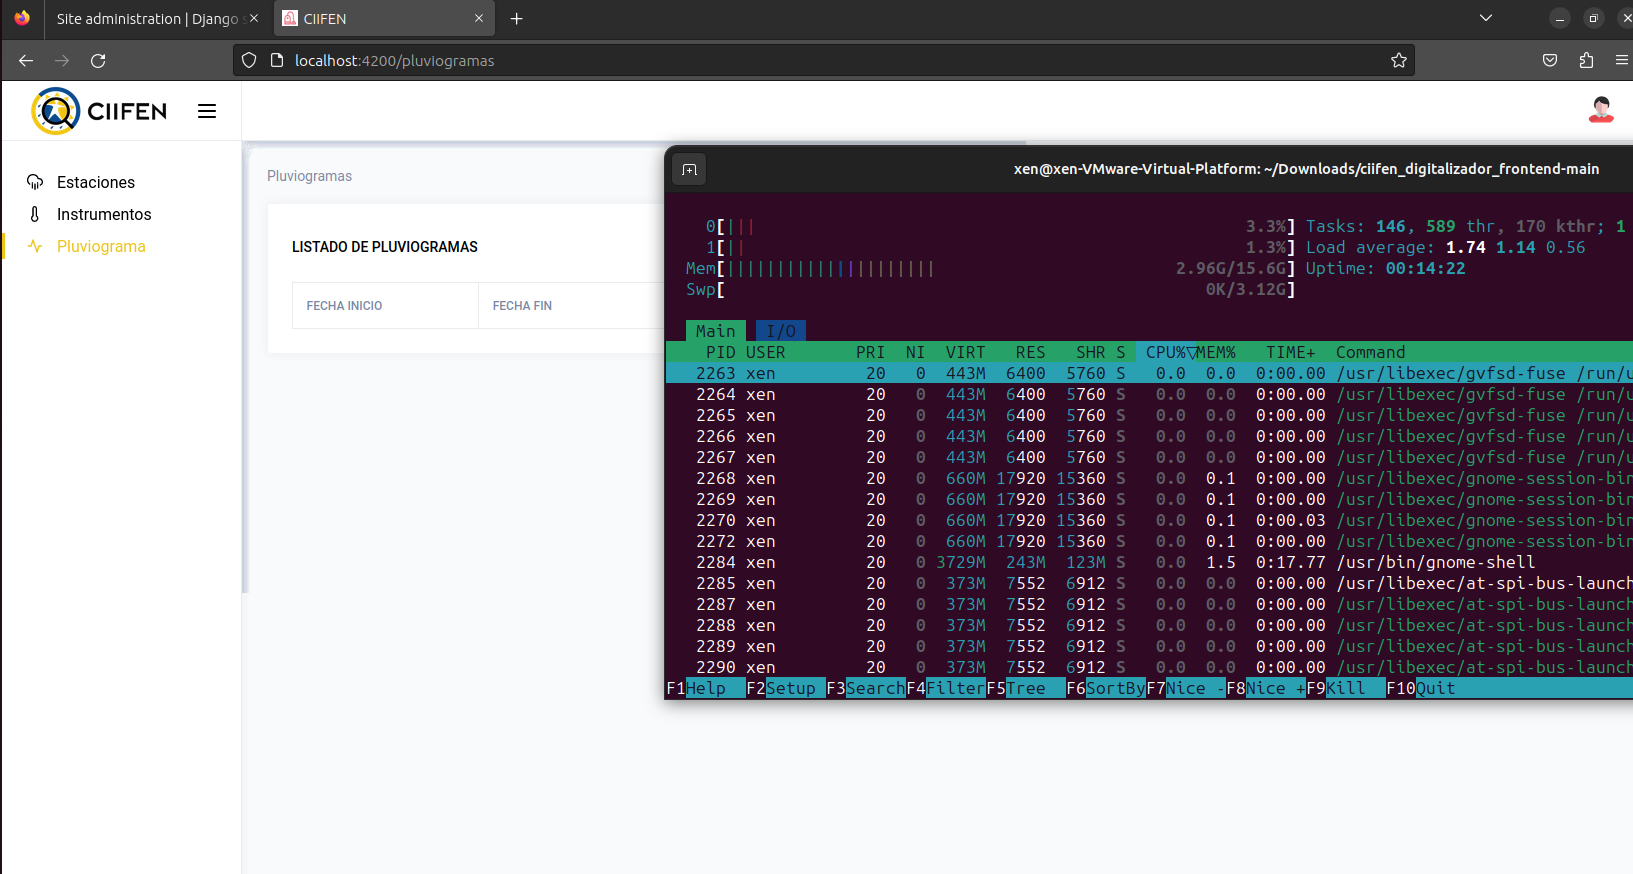 Site administration | Django s
CIIFEN
localhost:4200/pluviogramas
CIIFEN
Estaciones
Instrumentos
Pluviograma
Pluviogramas
LISTADO DE PLUVIOGRAMAS
FECHA INICIO FECHA FIN
xen@xen-VMware-Virtual-Platform: ~/Downloads/ciifen_digitalizador_frontend-main
0[||| 3.3%] Tasks: 146, 589 thr, 170 kthr; 1
1[|| 1.3%] Load average: 1.74 1.14 0.56
Mem[||||||||||||||||||||| 2.96G/15.6G] Uptime: 00:14:22
Swp[ 0K/3.12G]
Main I/O
PID USER PRI NI VIRT RES SHR S CPU%▽MEM% TIME+ Command
2263 xen 20 0 443M 6400 5760 S 0.0 0.0 0:00.00 /usr/libexec/gvfsd-fuse /run/u
2264 xen 20 0 443M 6400 5760 S 0.0 0.0 0:00.00 /usr/libexec/gvfsd-fuse /run/u
2265 xen 20 0 443M 6400 5760 S 0.0 0.0 0:00.00 /usr/libexec/gvfsd-fuse /run/u
2266 xen 20 0 443M 6400 5760 S 0.0 0.0 0:00.00 /usr/libexec/gvfsd-fuse /run/u
2267 xen 20 0 443M 6400 5760 S 0.0 0.0 0:00.00 /usr/libexec/gvfsd-fuse /run/u
2268 xen 20 0 660M 17920 15360 S 0.0 0.1 0:00.00 /usr/libexec/gnome-session-bin
2269 xen 20 0 660M 17920 15360 S 0.0 0.1 0:00.00 /usr/libexec/gnome-session-bin
2270 xen 20 0 660M 17920 15360 S 0.0 0.1 0:00.03 /usr/libexec/gnome-session-bin
2272 xen 20 0 660M 17920 15360 S 0.0 0.1 0:00.00 /usr/libexec/gnome-session-bin
2284 xen 20 0 3729M 243M 123M S 0.0 1.5 0:17.77 /usr/bin/gnome-shell
2285 xen 20 0 373M 7552 6912 S 0.0 0.0 0:00.00 /usr/libexec/at-spi-bus-launch
2287 xen 20 0 373M 7552 6912 S 0.0 0.0 0:00.00 /usr/libexec/at-spi-bus-launch
2288 xen 20 0 373M 7552 6912 S 0.0 0.0 0:00.00 /usr/libexec/at-spi-bus-launch
2289 xen 20 0 373M 7552 6912 S 0.0 0.0 0:00.00 /usr/libexec/at-spi-bus-launch
2290 xen 20 0 373M 7552 6912 S 0.0 0.0 0:00.00 /usr/libexec/at-spi-bus-launch
F1Help F2Setup F3SearchF4FilterF5Tree F6SortByF7Nice -F8Nice +F9Kill F10Quit